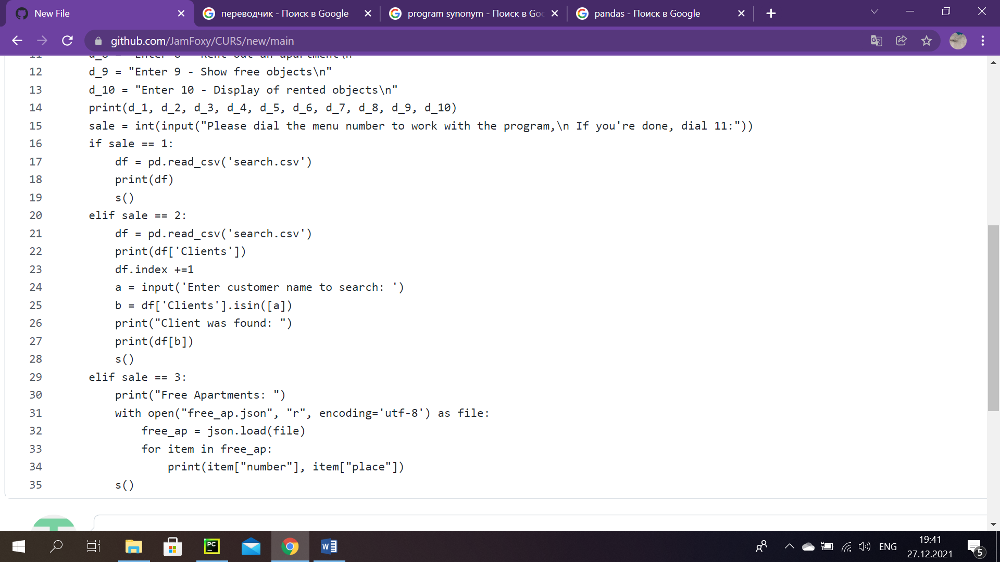 New File
переводчик - Поиск в Google
program synonym - Поиск в Goo
pandas - Поиск в Google
github.com/JamFoxy/CURS/new/main
12 d_9 = "Enter 9 - Show free objects\n"
13 d_10 = "Enter 10 - Display of rented objects\n"
14 print(d_1, d_2, d_3, d_4, d_5, d_6, d_7, d_8, d_9, d_10)
15 sale = int(input("Please dial the menu number to work with the program,\n If you're done, dial 11:"))
16 if sale == 1:
17 df = pd.read_csv('search.csv')
18 print(df)
19 s()
20 elif sale == 2:
21 df = pd.read_csv('search.csv')
22 print(df['Clients'])
23 df.index +=1
24 a = input('Enter customer name to search: ')
25 b = df['Clients'].isin([a])
26 print("Client was found: ")
27 print(df[b])
28 s()
29 elif sale == 3:
30 print("Free Apartments: ")
31 with open("free_ap.json", "r", encoding='utf-8') as file:
32 free_ap = json.load(file)
33 for item in free_ap:
34 print(item["number"], item["place"])
35 s()
PC
W
ENG
19:41
27.12.2021
5